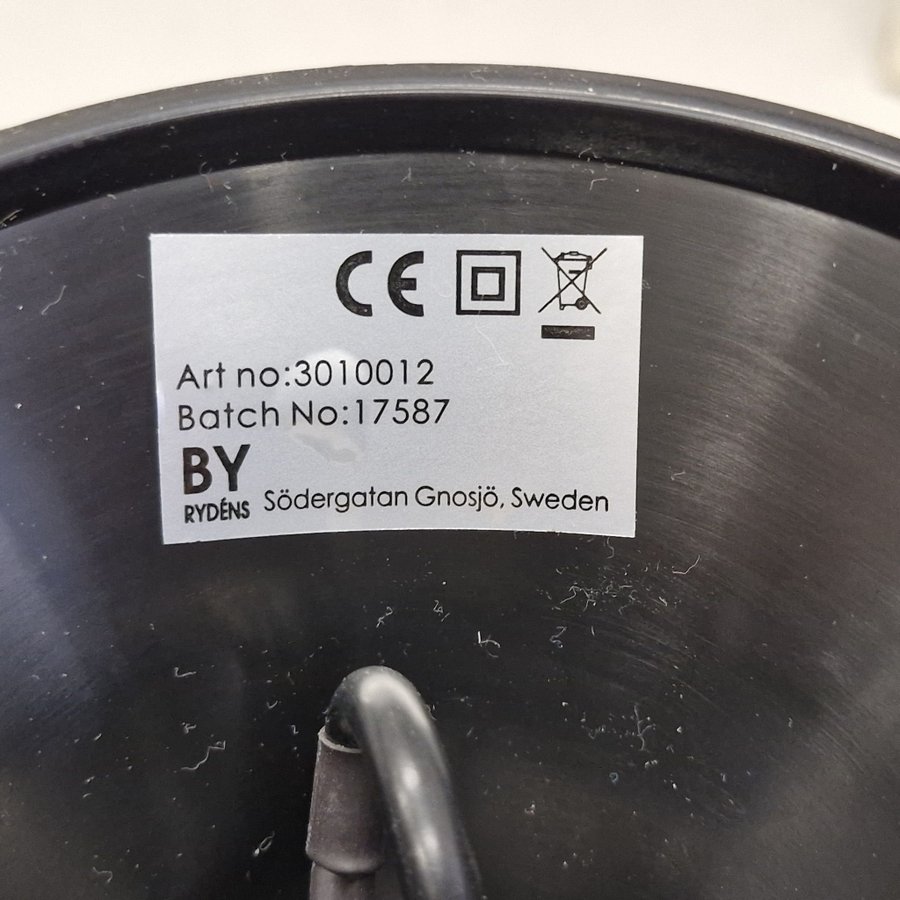 CE
Art no:3010012
Batch No:17587
BY
RYDÉNS Södergatan Gnosjö, Sweden